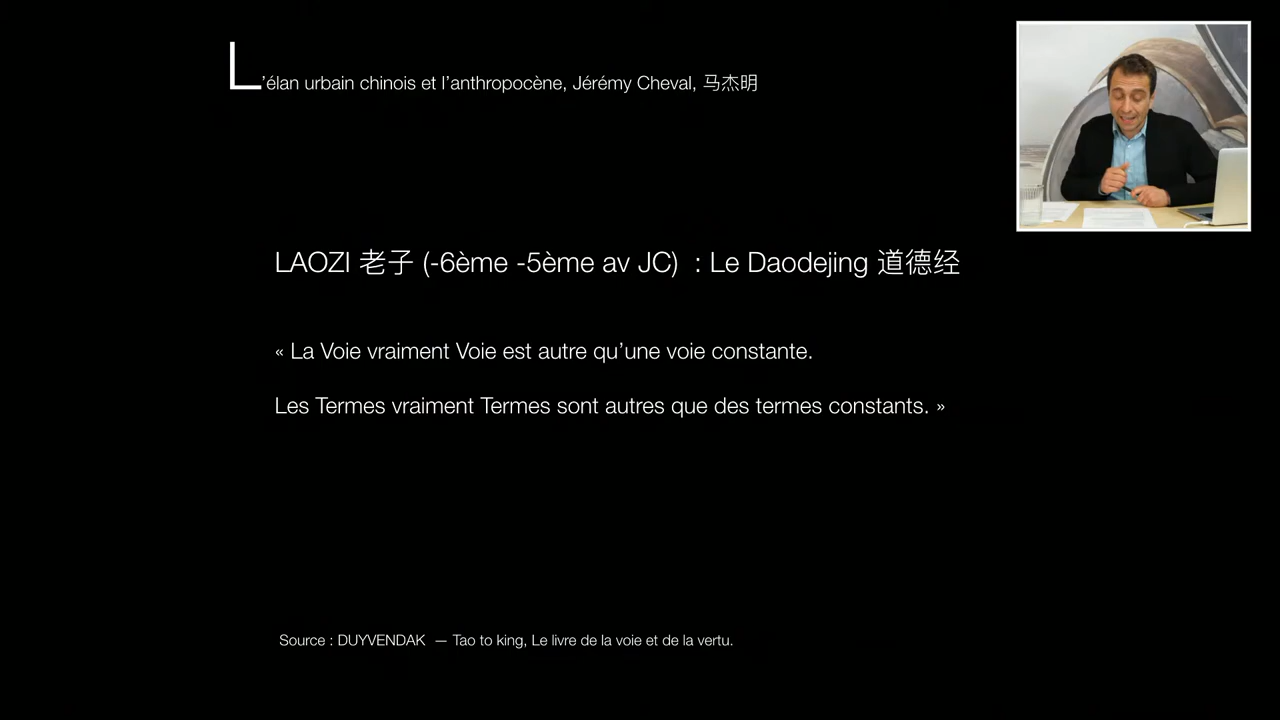 L’élan urbain chinois et l’anthropocène, Jérémy Cheval, 马杰明
LAOZI 老子 (-6ème -5ème av JC)  : Le Daodejing 道德经
« La Voie vraiment Voie est autre qu’une voie constante.
Les Termes vraiment Termes sont autres que des termes constants. »
Source : DUYVENDAK  — Tao to king, Le livre de la voie et de la vertu.